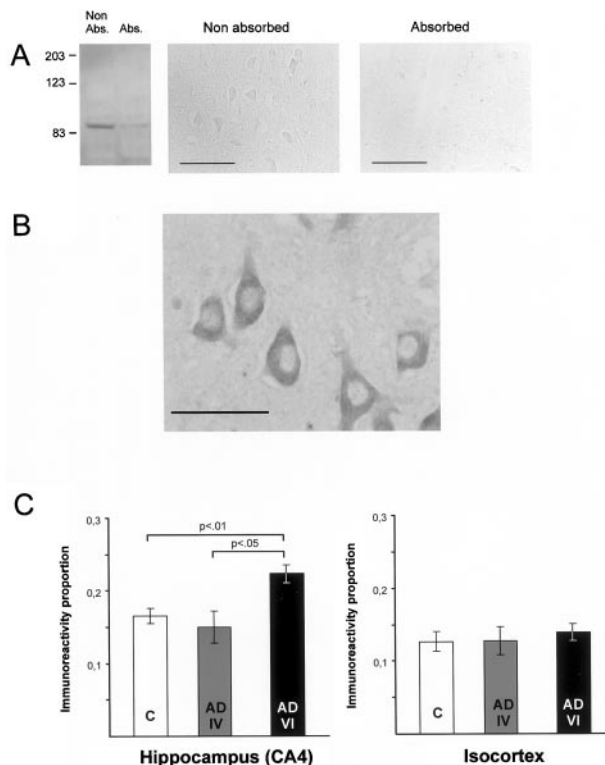 A
Non
Abs. Abs.
203
123
83
Non absorbed
Absorbed
B
C
Immunoreactivity proportion
0,3
0,2
0,1
p<.01
p<.05
C
AD
IV
AD
VI
Hippocampus (CA4)
Immunoreactivity proportion
0,3
0,2
0,1
C
AD
IV
AD
VI
Isocortex